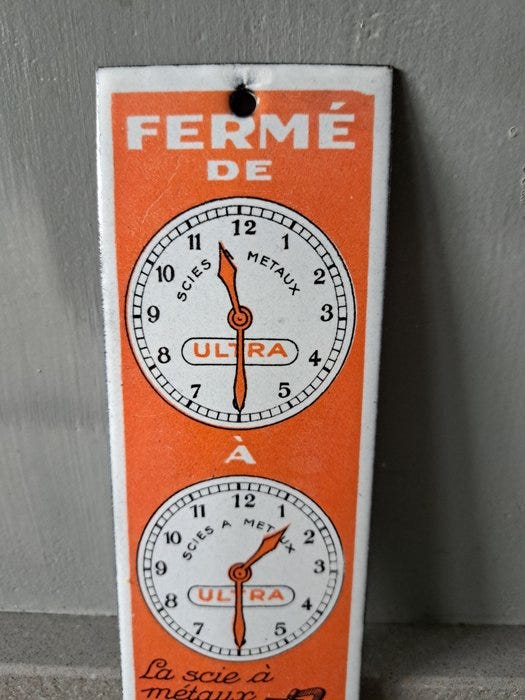 FERMÉ
DE
12
11 1
10 2
9 3
8 4
7 5
SCIES METAUX
ULTRA
À
12
11 1
10 2
9 3
8 4
7 5
SCIES A METAUX
ULTRA
La scie à
métaux